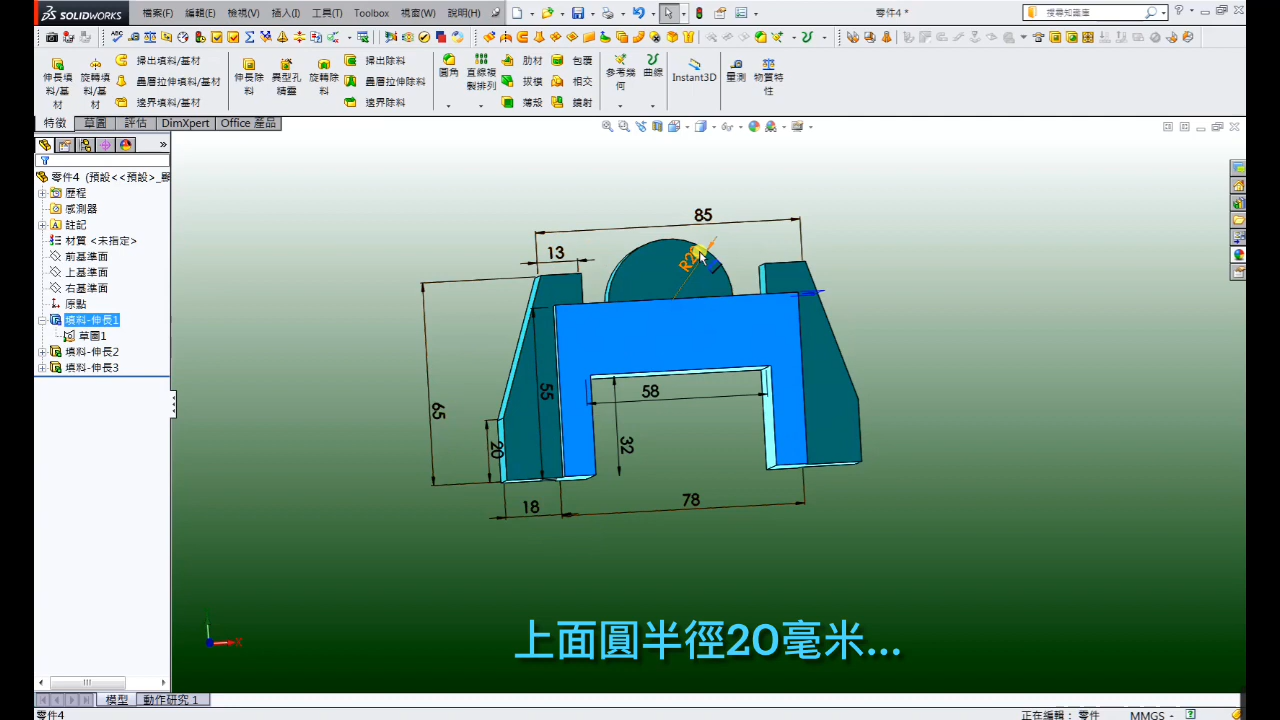 SOLIDWORKS 檔案(F) 編輯(E) 檢視(V) 插入(I) 工具(T) Toolbox 視窗(W) 說明(H) 零件4 * 搜尋知識庫
伸長填料/基材 旋轉填料/基材 掃出填料/基材 疊層拉伸填料/基材 邊界填料/基材
伸長除料 異型孔精靈 旋轉除料 掃出除料 疊層拉伸除料 邊界除料
圓角 直線複製排列 肋材 拔模 薄殼 包覆 相交 鏡射
參考幾何 曲線 Instant3D 量測 物質特性
特徵 草圖 評估 DimXpert Office 產品
零件4 (預設<<預設>_顯
歷程
感測器
註記
材質 <未指定>
前基準面
上基準面
右基準面
原點
填料-伸長1
草圖1
填料-伸長2
填料-伸長3
85
13
55
58
65
32
20
18
78
X
上面圓半徑20毫米...
模型 動作研究 1
零件4 正在編輯: 零件 MMGS